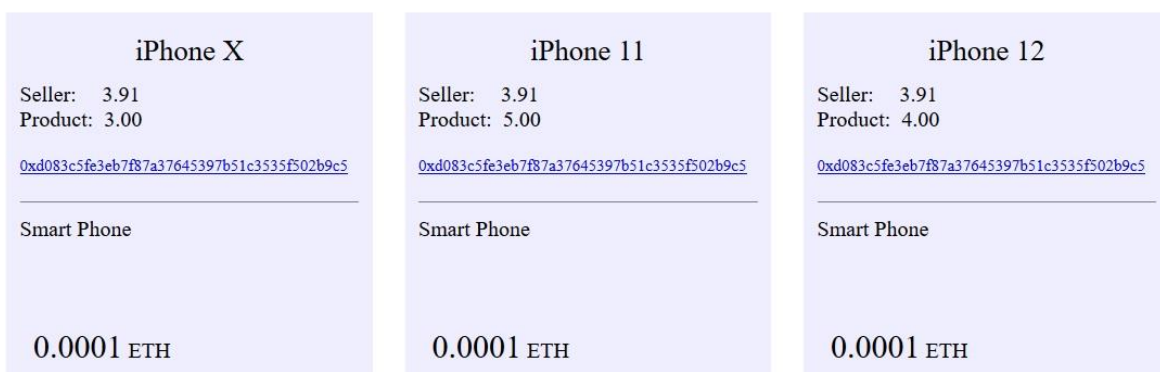 iPhone X
Seller: 3.91
Product: 3.00
0xd083c5fe3eb7f87a37645397b51c3535f502b9c5
Smart Phone
0.0001 ETH
iPhone 11
Seller: 3.91
Product: 5.00
0xd083c5fe3eb7f87a37645397b51c3535f502b9c5
Smart Phone
0.0001 ETH
iPhone 12
Seller: 3.91
Product: 4.00
0xd083c5fe3eb7f87a37645397b51c3535f502b9c5
Smart Phone
0.0001 ETH